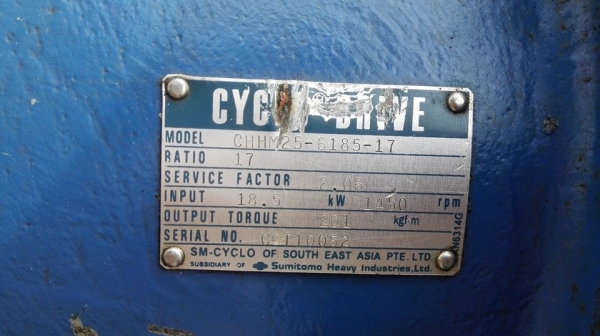 CYCLO DRIVE
MODEL CHHM25-6185-17
RATIO 17
SERVICE FACTOR
INPUT 18.5 kW 1450 rpm
OUTPUT TORQUE kgf·m
SERIAL NO.
SM-CYCLO OF SOUTH EAST ASIA PTE. LTD.
SUBSIDIARY OF Sumitomo Heavy Industries,Ltd.